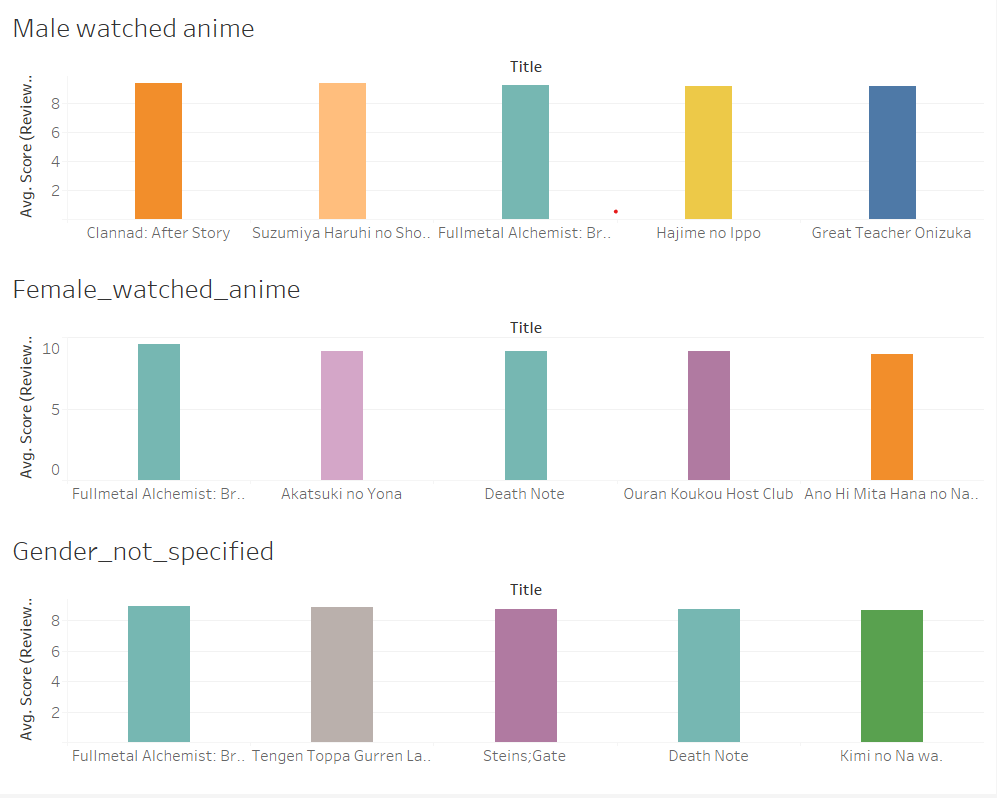 Male watched anime
Title
Avg. Score (Review..
8
6
4
2
Clannad: After Story
Suzumiya Haruhi no Sho..
Fullmetal Alchemist: Br..
Hajime no Ippo
Great Teacher Onizuka
Female_watched_anime
Title
Avg. Score (Review..
10
5
0
Fullmetal Alchemist: Br..
Akatsuki no Yona
Death Note
Ouran Koukou Host Club
Ano Hi Mita Hana no Na..
Gender_not_specified
Title
Avg. Score (Review..
8
6
4
2
Fullmetal Alchemist: Br..
Tengen Toppa Gurren La..
Steins;Gate
Death Note
Kimi no Na wa.